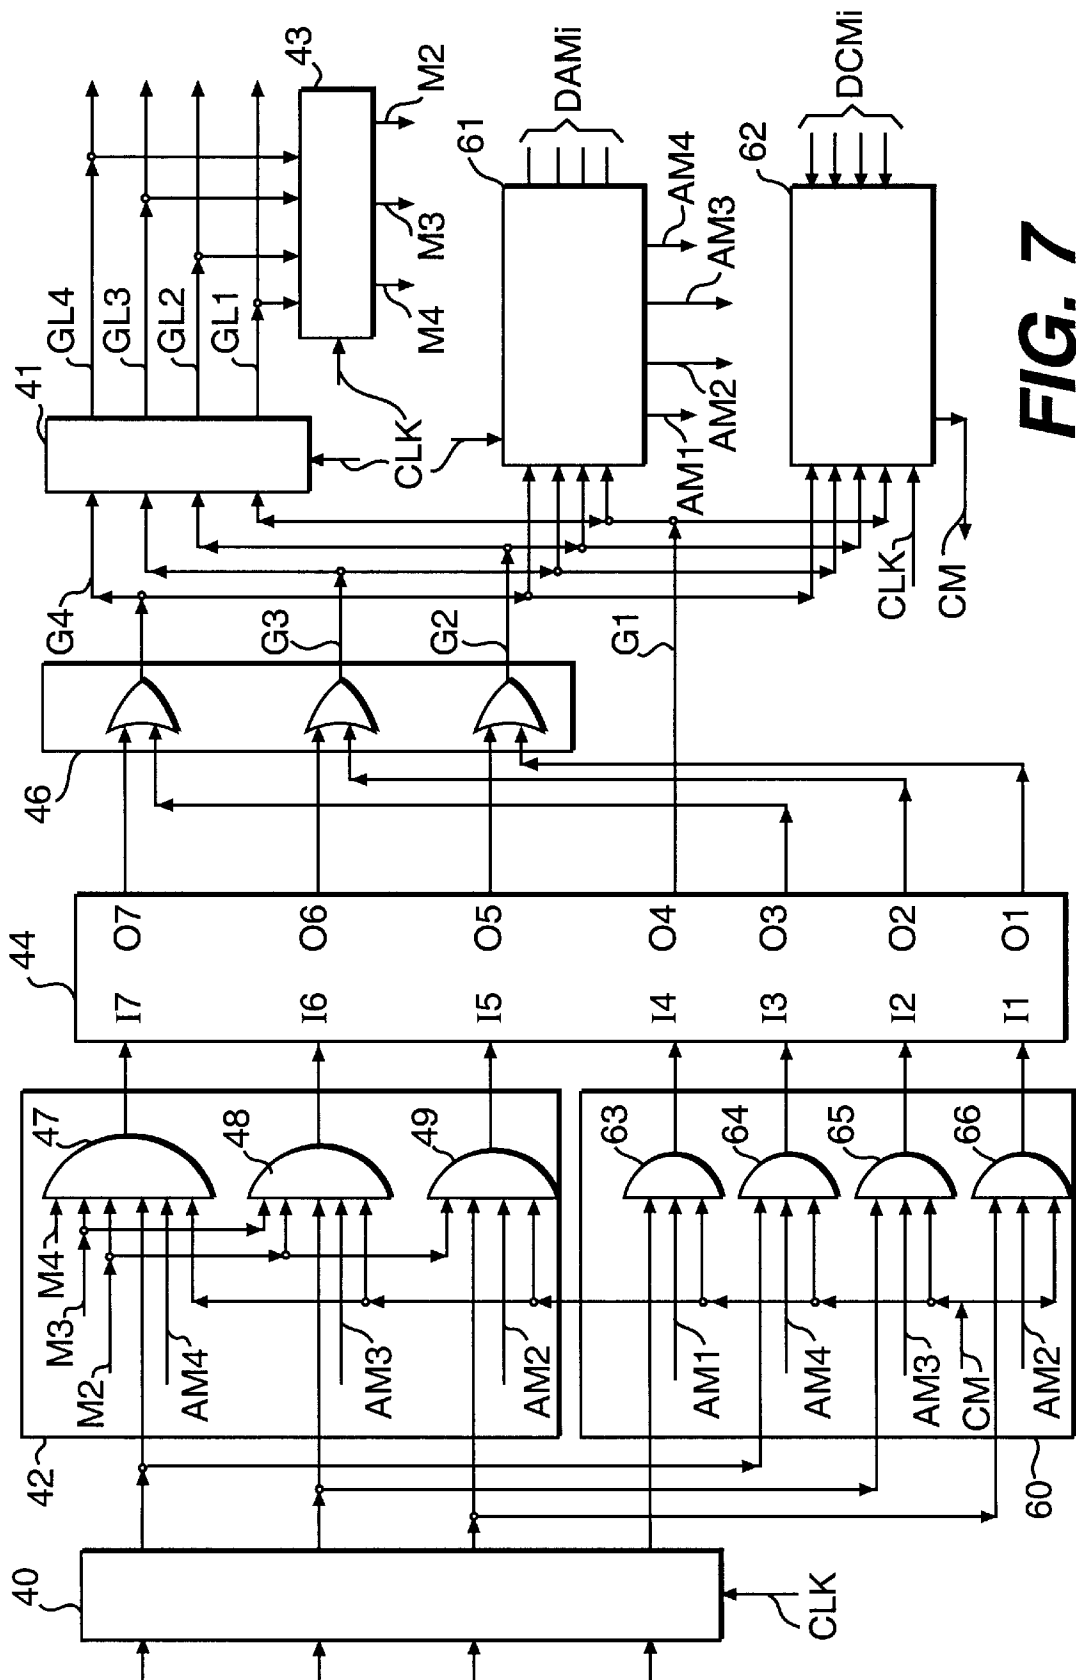 40
CLK
42
M4
M3
M2
AM4
AM3
AM2
47
48
49
60
AM1
AM4
AM3
CM
AM2
63
64
65
66
44
I7 O7
I6 O6
I5 O5
I4 O4
I3 O3
I2 O2
I1 O1
46
G4
G3
G2
G1
41
GL4
GL3
GL2
GL1
CLK
43
M4
M3
M2
61
DAMi
AM1
AM2
AM3
AM4
62
DCMi
CLK
CM
FIG. 7